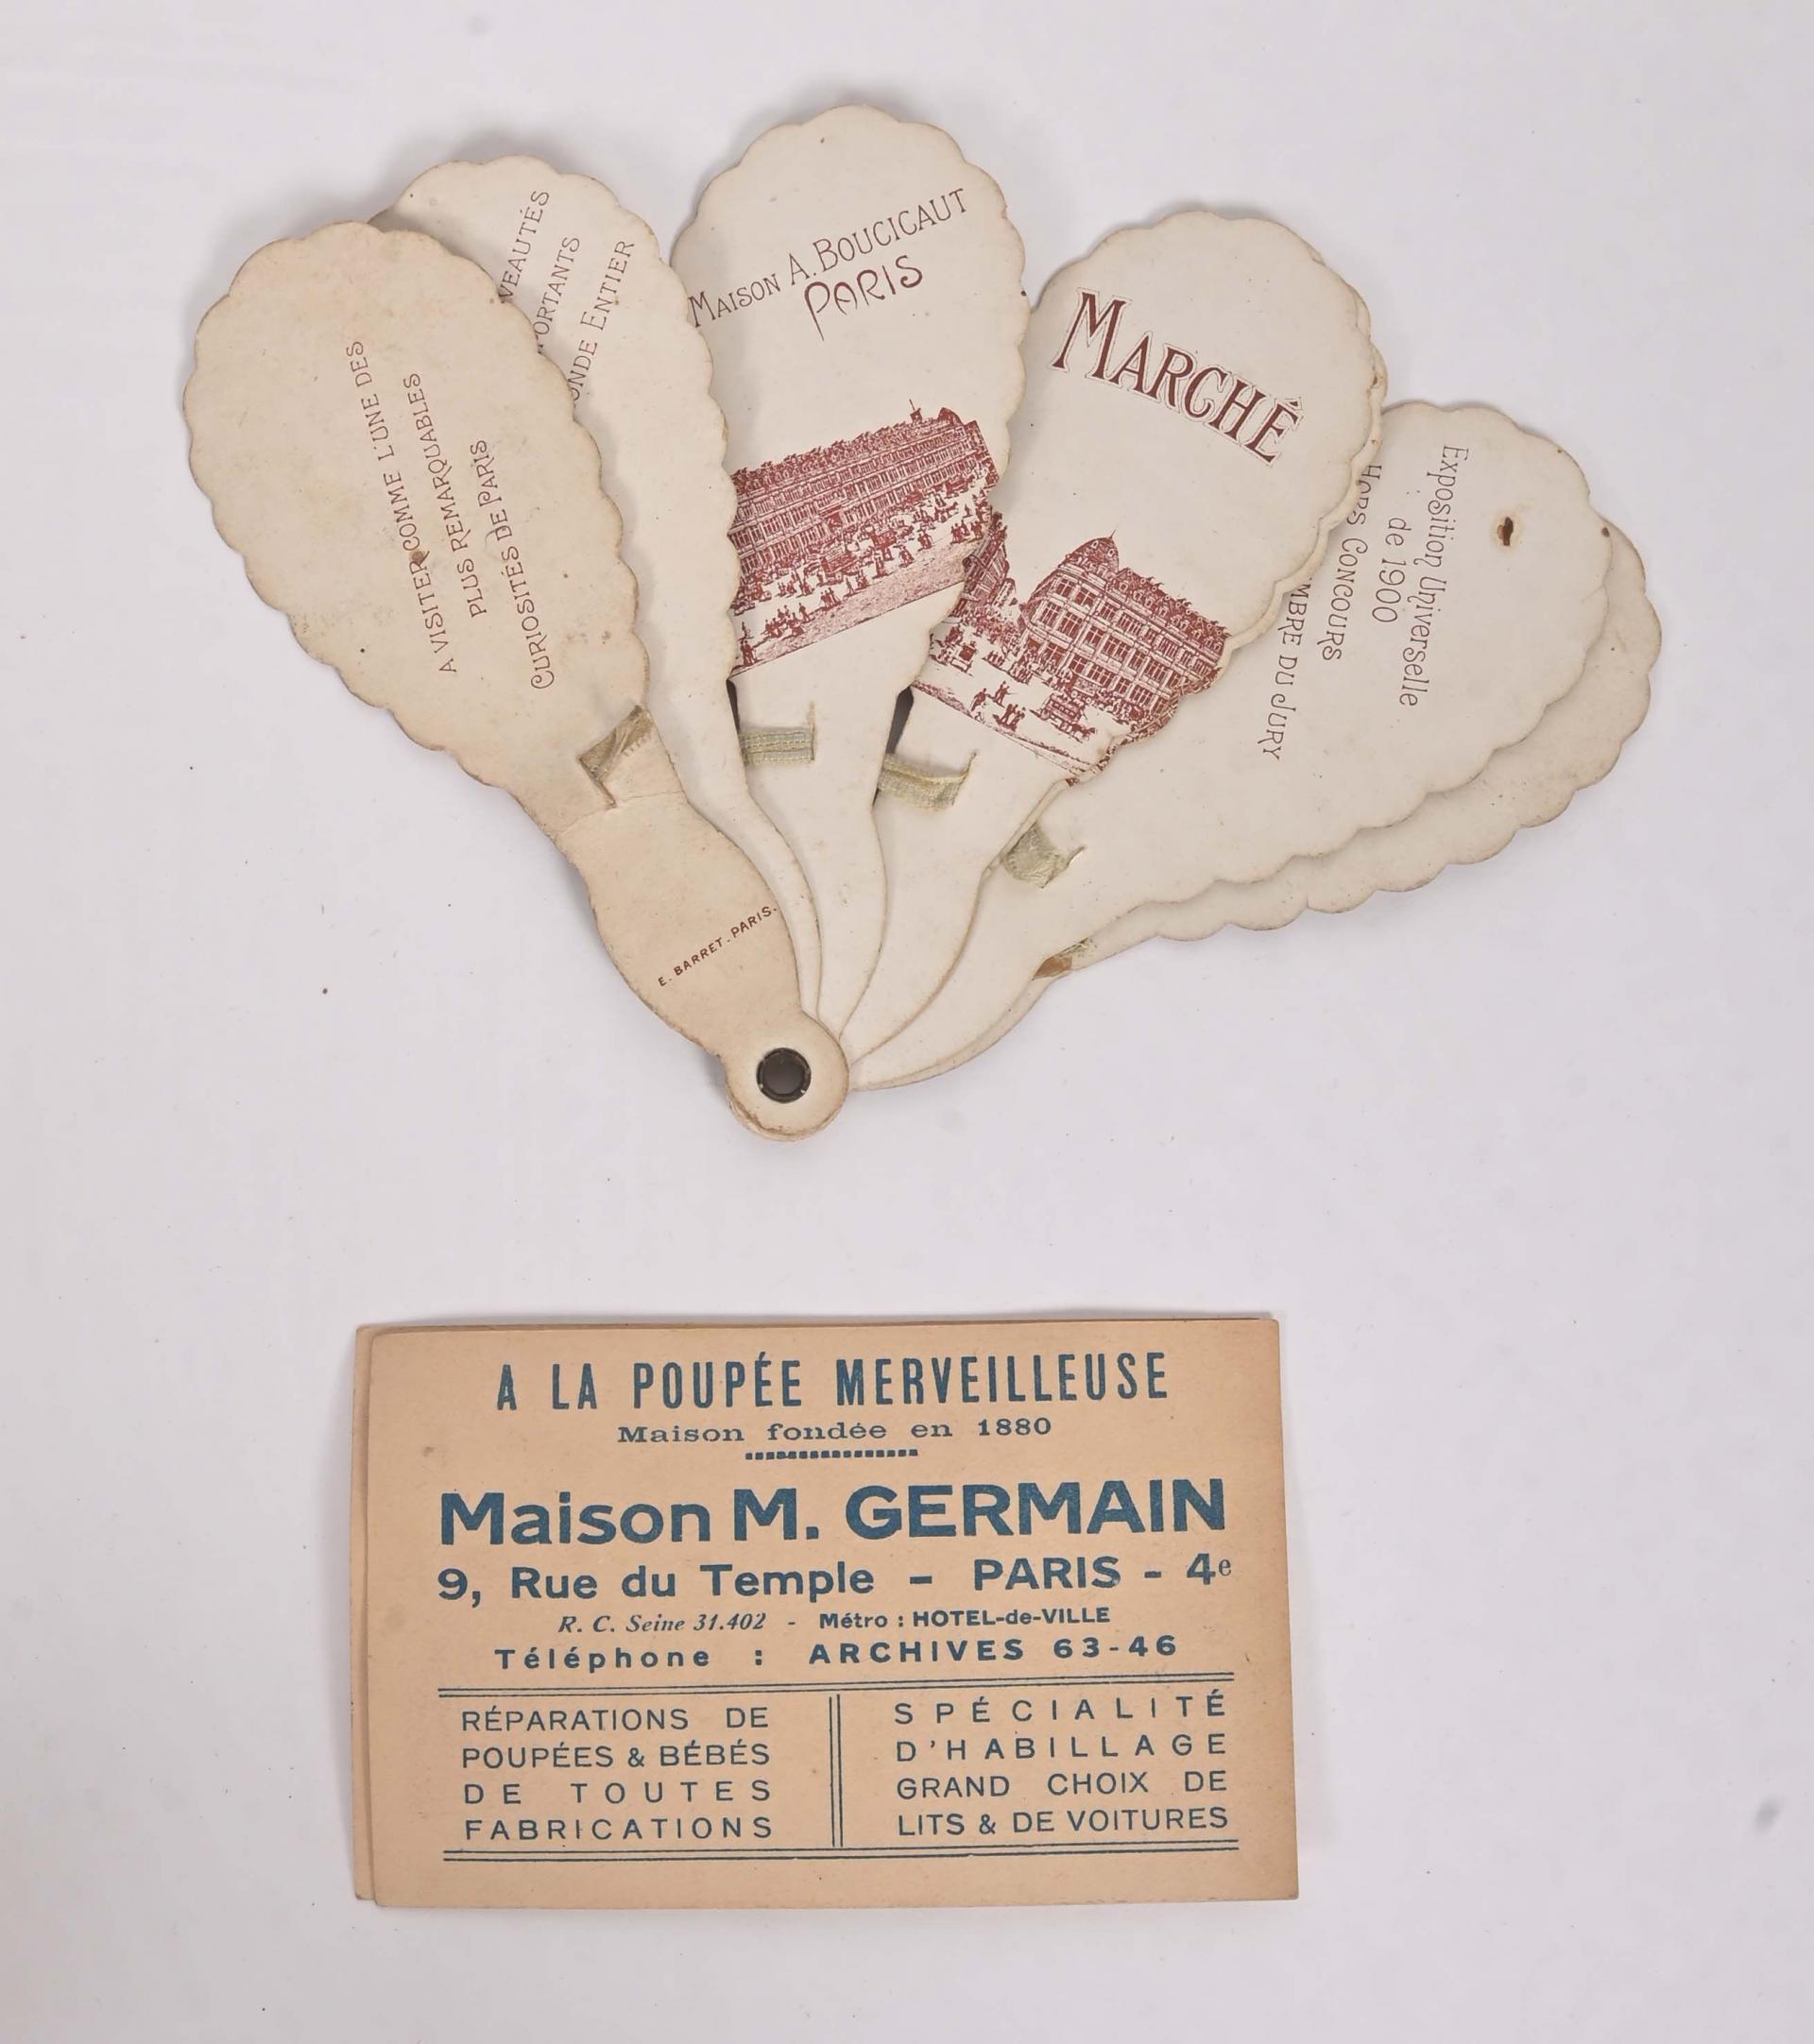 A VISITER COMME L'UNE DES
PLUS REMARQUABLES
CURIOSITÉS DE PARIS
E. BARRET. PARIS.
ENTIER
MAISON A. BOUCICAUT
PARIS
MARCHÉ
Exposition Universelle
de 1900
HORS CONCOURS
DU JURY
A LA POUPÉE MERVEILLEUSE
Maison fondée en 1880
Maison M. GERMAIN
9, Rue du Temple - PARIS - 4e
R. C. Seine 31.402 - Métro : HOTEL-de-VILLE
Téléphone : ARCHIVES 63-46
RÉPARATIONS DE
POUPÉES & BÉBÉS
DE TOUTES
FABRICATIONS
SPÉCIALITÉ
D'HABILLAGE
GRAND CHOIX DE
LITS & DE VOITURES